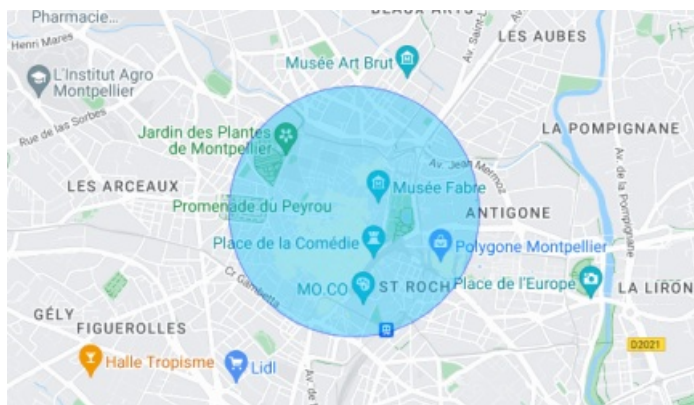 Pharmacie...
BEAUX-ARTS
Henri Mares
LES AUBES
Musée Art Brut
L'Institut Agro
Montpellier
Rue de las Sorbes
Jardin des Plantes
de Montpellier
LA POMPIGNANE
Av. Jean Mermoz
Av. de la Pompignane
LES ARCEAUX
Musée Fabre
Promenade du Peyrou
ANTIGONE
Place de la Comédie
Polygone Montpellier
Cr Gambetta
MO.CO
ST ROCH
Place de l'Europe
LA LIRON
GÉLY
FIGUEROLLES
D2021
Halle Tropisme
Lidl